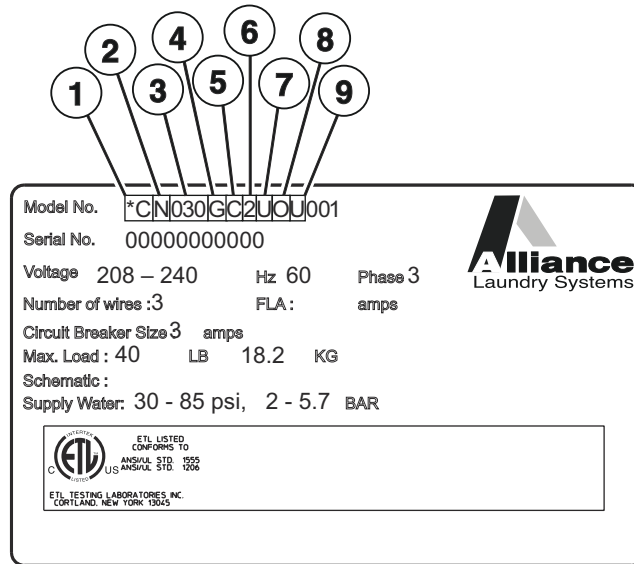 1 2 3 4 5 6 7 8 9
Model No. *CN030GC2UOU001
Serial No. 00000000000
Voltage 208 – 240 Hz 60 Phase 3
Number of wires :3 FLA : amps
Circuit Breaker Size 3 amps
Max. Load : 40 LB 18.2 KG
Schematic :
Supply Water: 30 - 85 psi, 2 - 5.7 BAR
Alliance
Laundry Systems
INTERTEK
ETL
LISTED
C US
ETL LISTED
CONFORMS TO
ANSI/UL STD. 1555
ANSI/UL STD. 1206
ETL TESTING LABORATORIES INC.
CORTLAND, NEW YORK 13045